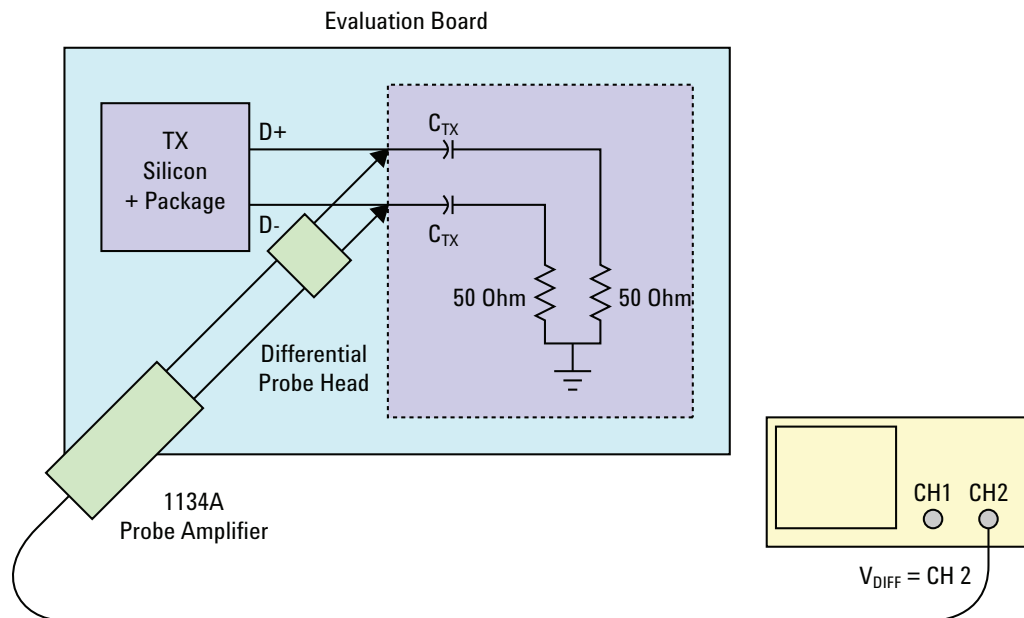 Evaluation Board
TX
Silicon
+ Package
D+
D-
CTX
CTX
50 Ohm
50 Ohm
Differential
Probe Head
1134A
Probe Amplifier
CH1
CH2
VDIFF = CH 2